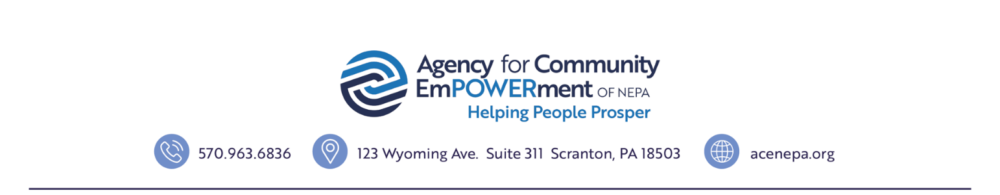 Agency for Community
EmPOWERment OF NEPA
Helping People Prosper
570.963.6836 123 Wyoming Ave. Suite 311 Scranton, PA 18503 acenepa.org